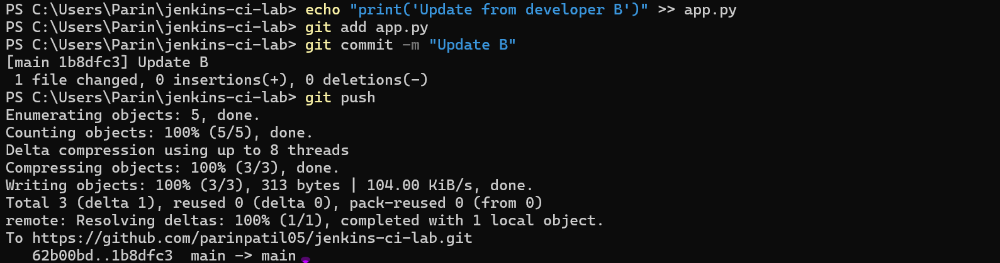 PS C:\Users\Parin\jenkins-ci-lab> echo "print('Update from developer B')" >> app.py
PS C:\Users\Parin\jenkins-ci-lab> git add app.py
PS C:\Users\Parin\jenkins-ci-lab> git commit -m "Update B"
[main 1b8dfc3] Update B
 1 file changed, 0 insertions(+), 0 deletions(-)
PS C:\Users\Parin\jenkins-ci-lab> git push
Enumerating objects: 5, done.
Counting objects: 100% (5/5), done.
Delta compression using up to 8 threads
Compressing objects: 100% (3/3), done.
Writing objects: 100% (3/3), 313 bytes | 104.00 KiB/s, done.
Total 3 (delta 1), reused 0 (delta 0), pack-reused 0 (from 0)
remote: Resolving deltas: 100% (1/1), completed with 1 local object.
To https://github.com/parinpatil05/jenkins-ci-lab.git
   62b00bd..1b8dfc3  main -> main